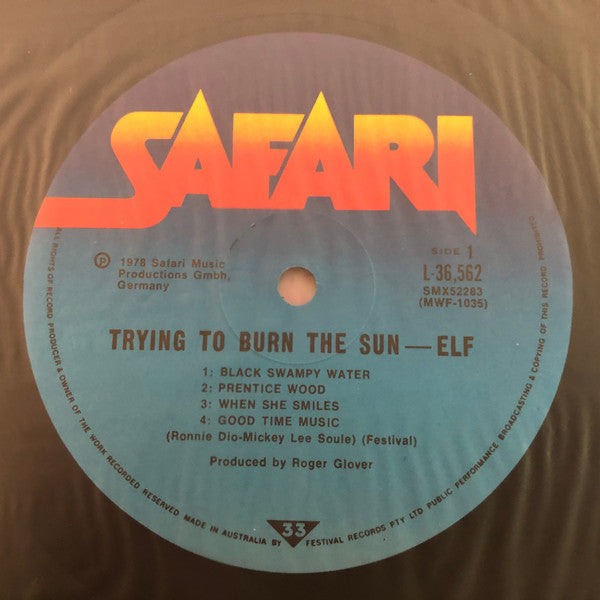 SAFARI
SIDE 1
L-36,562
SMX52283
(MWF-1035)
℗ 1978 Safari Music
Productions Gmbh,
Germany
TRYING TO BURN THE SUN—ELF
1: BLACK SWAMPY WATER
2: PRENTICE WOOD
3: WHEN SHE SMILES
4: GOOD TIME MUSIC
(Ronnie Dio-Mickey Lee Soule) (Festival)
Produced by Roger Glover
33
ALL RIGHTS OF RECORD PRODUCER & OWNER OF THE WORK RECORDED RESERVED MADE IN AUSTRALIA BY FESTIVAL RECORDS PTY LTD PUBLIC PERFORMANCE BROADCASTING & COPYING OF THIS RECORD PROHIBITED